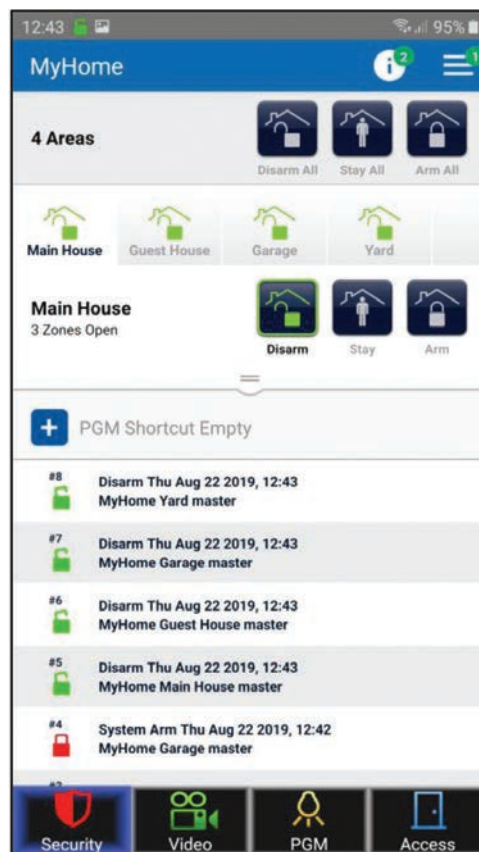 12:43 95%
MyHome 2 1
4 Areas
Disarm All Stay All Arm All
Main House Guest House Garage Yard
Main House
3 Zones Open
Disarm Stay Arm
PGM Shortcut Empty
#8
Disarm Thu Aug 22 2019, 12:43
MyHome Yard master
#7
Disarm Thu Aug 22 2019, 12:43
MyHome Garage master
#6
Disarm Thu Aug 22 2019, 12:43
MyHome Guest House master
#5
Disarm Thu Aug 22 2019, 12:43
MyHome Main House master
#4
System Arm Thu Aug 22 2019, 12:42
MyHome Garage master
Security Video PGM Access